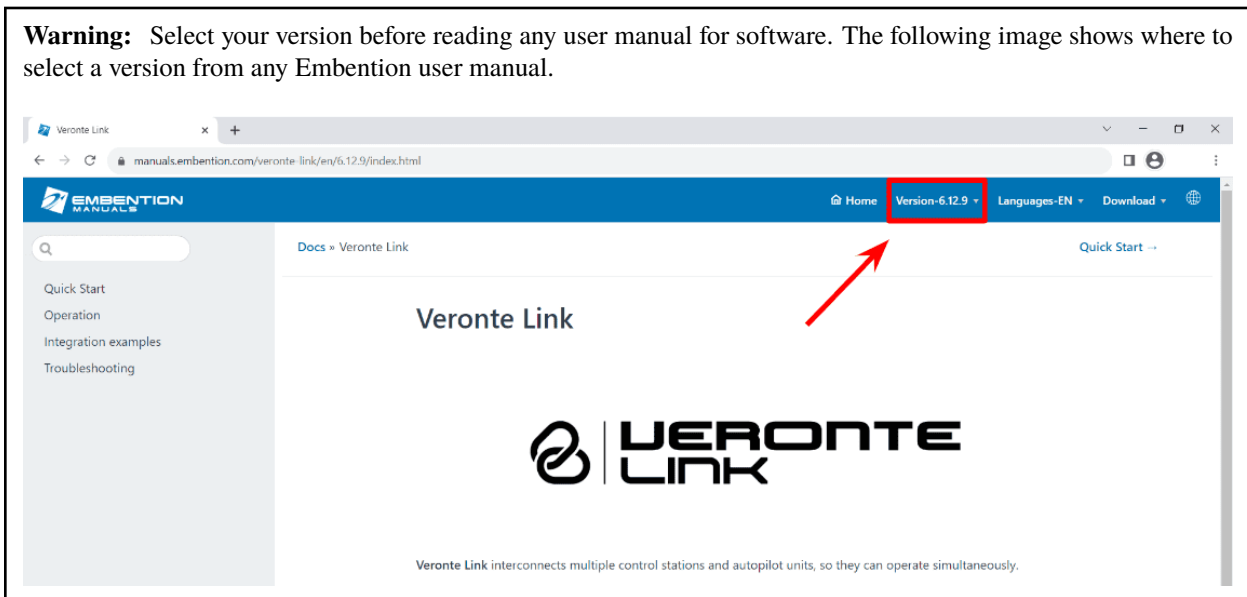 Warning: Select your version before reading any user manual for software. The following image shows where to
select a version from any Embention user manual.
Veronte Link
manuals.embention.com/veronte-link/en/6.12.9/index.html
EMBENTION
MANUALS
Home Version-6.12.9 Languages-EN Download
Docs » Veronte Link
Quick Start →
Quick Start
Operation
Integration examples
Troubleshooting
Veronte Link
VERONTE
LINK
Veronte Link interconnects multiple control stations and autopilot units, so they can operate simultaneously.